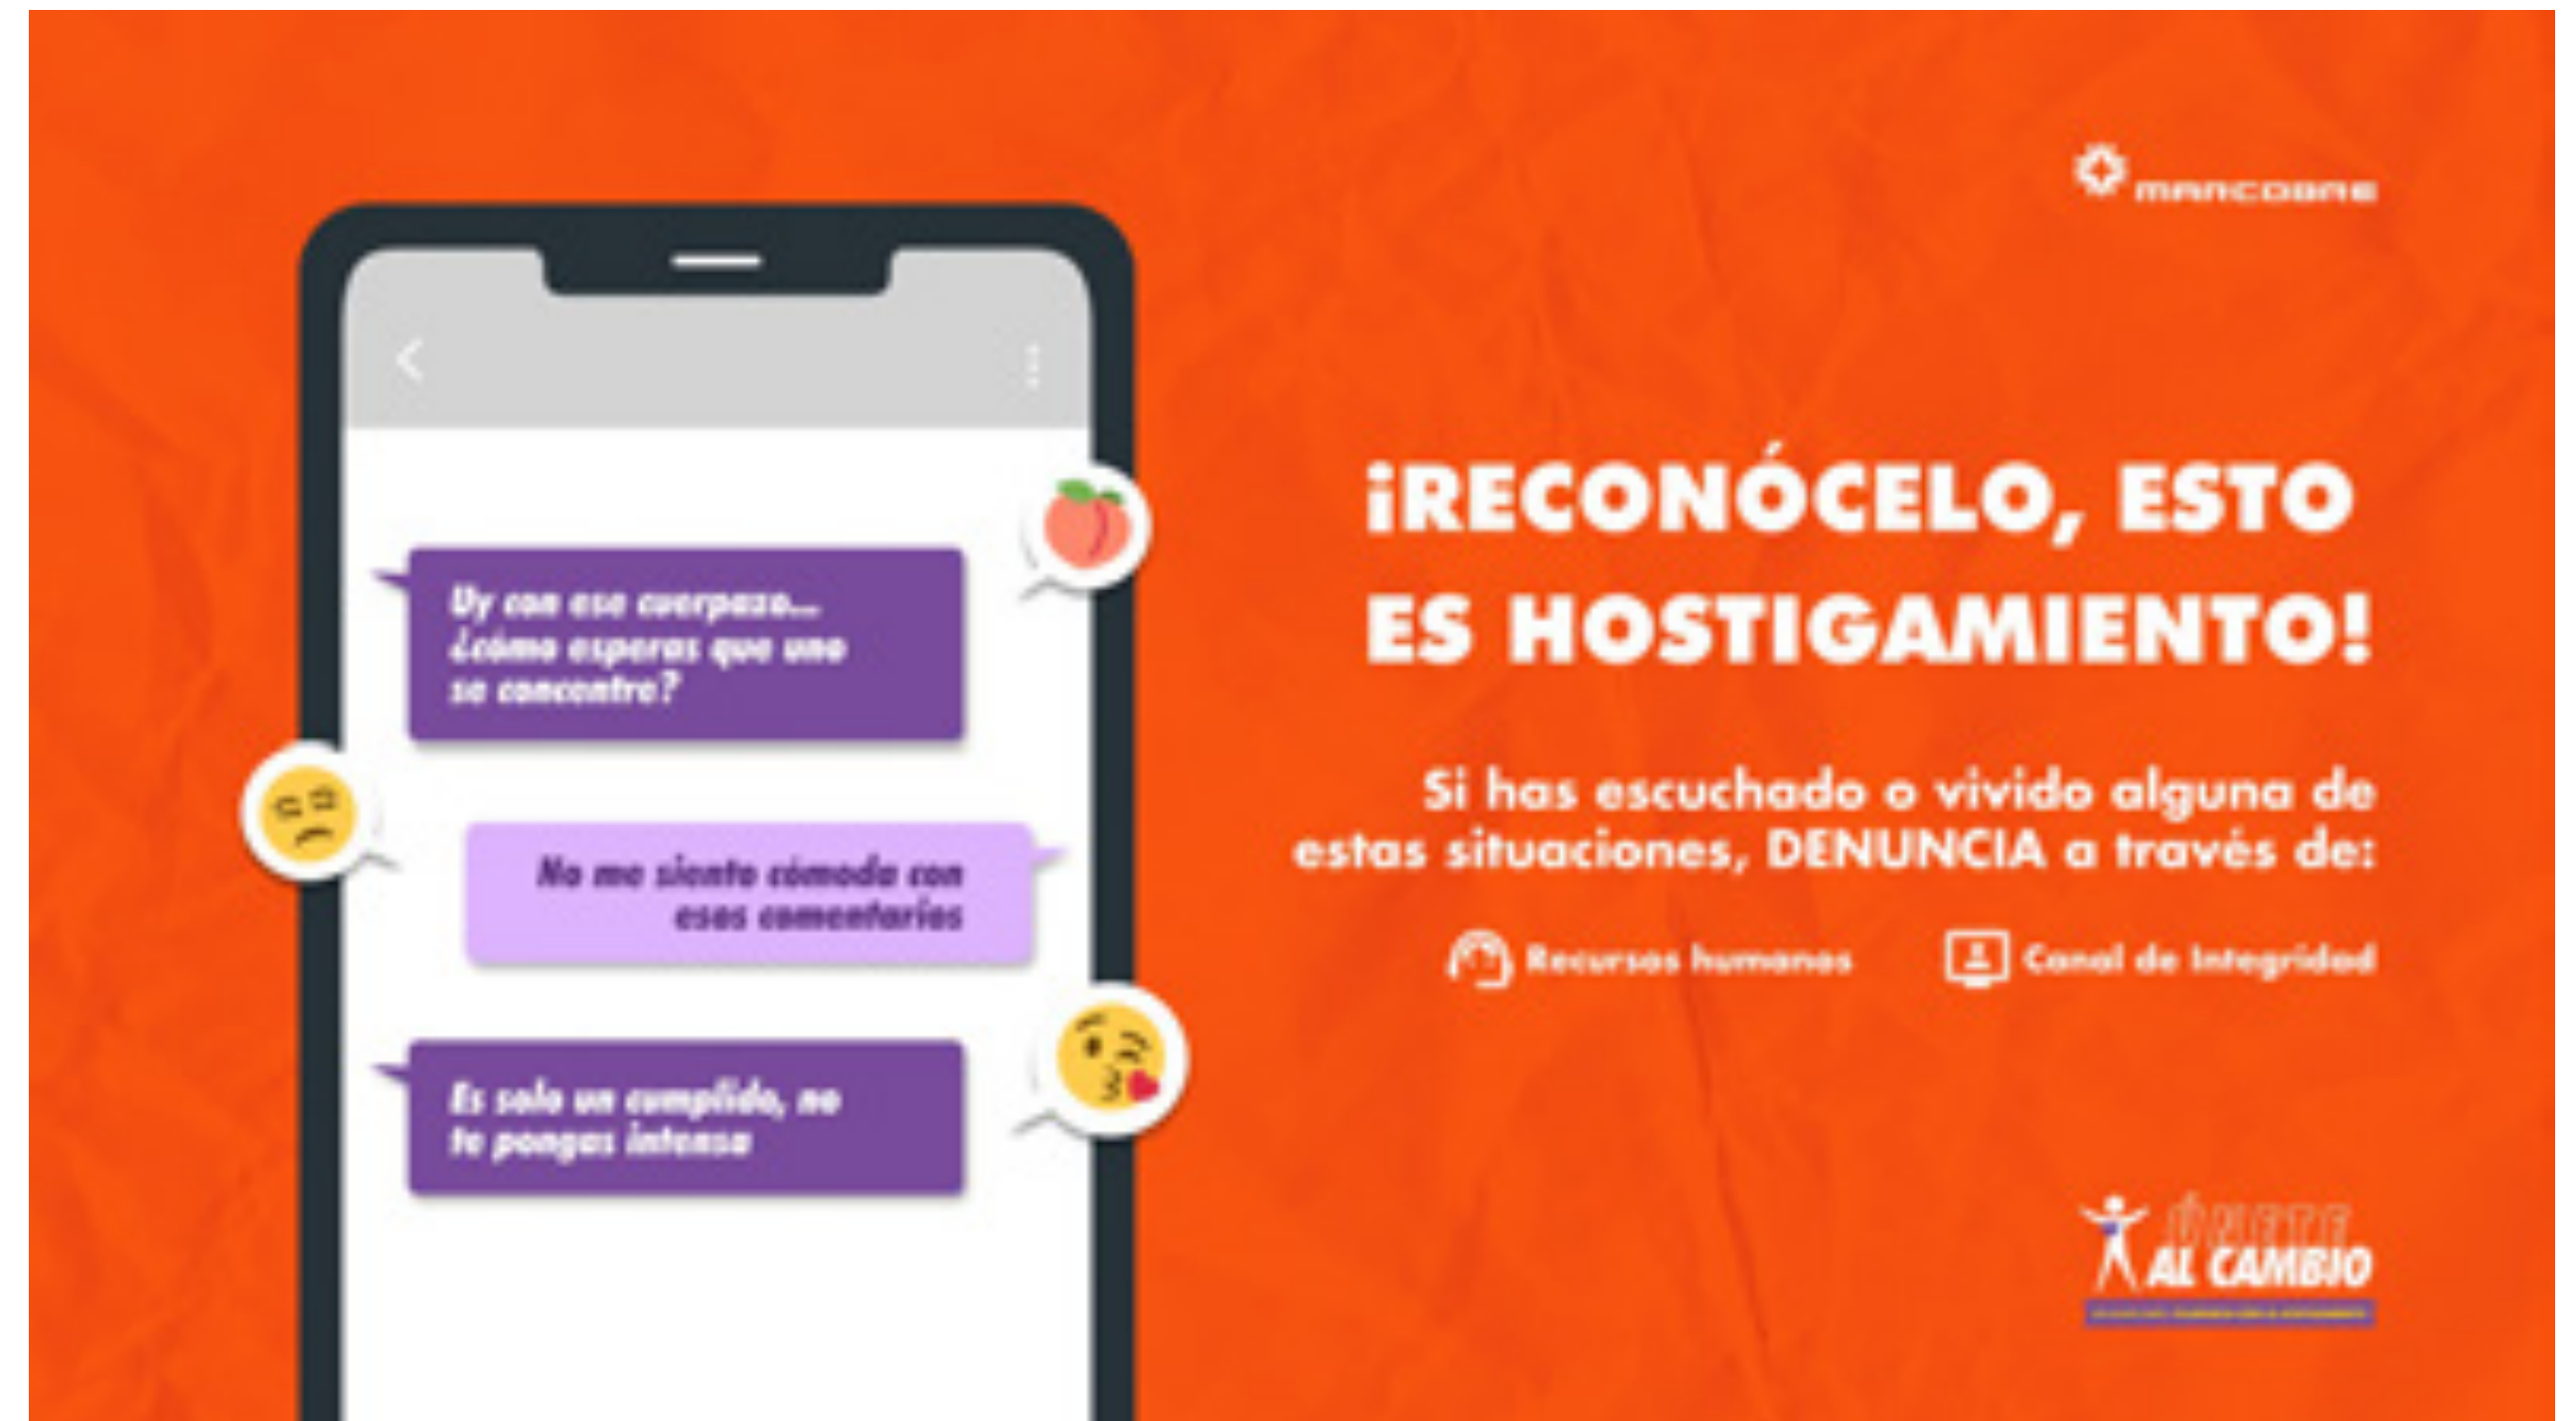 MARCOBRE
Uy con ese cuerpazo...
¿cómo esperas que uno
se concentre?
No me siento cómoda con
esos comentarios
Es solo un cumplido, no
te pongas intensa
¡RECONÓCELO, ESTO
ES HOSTIGAMIENTO!
Si has escuchado o vivido alguna de
estas situaciones, DENUNCIA a través de:
Recursos humanos
Canal de Integridad
ÚNETE
AL CAMBIO